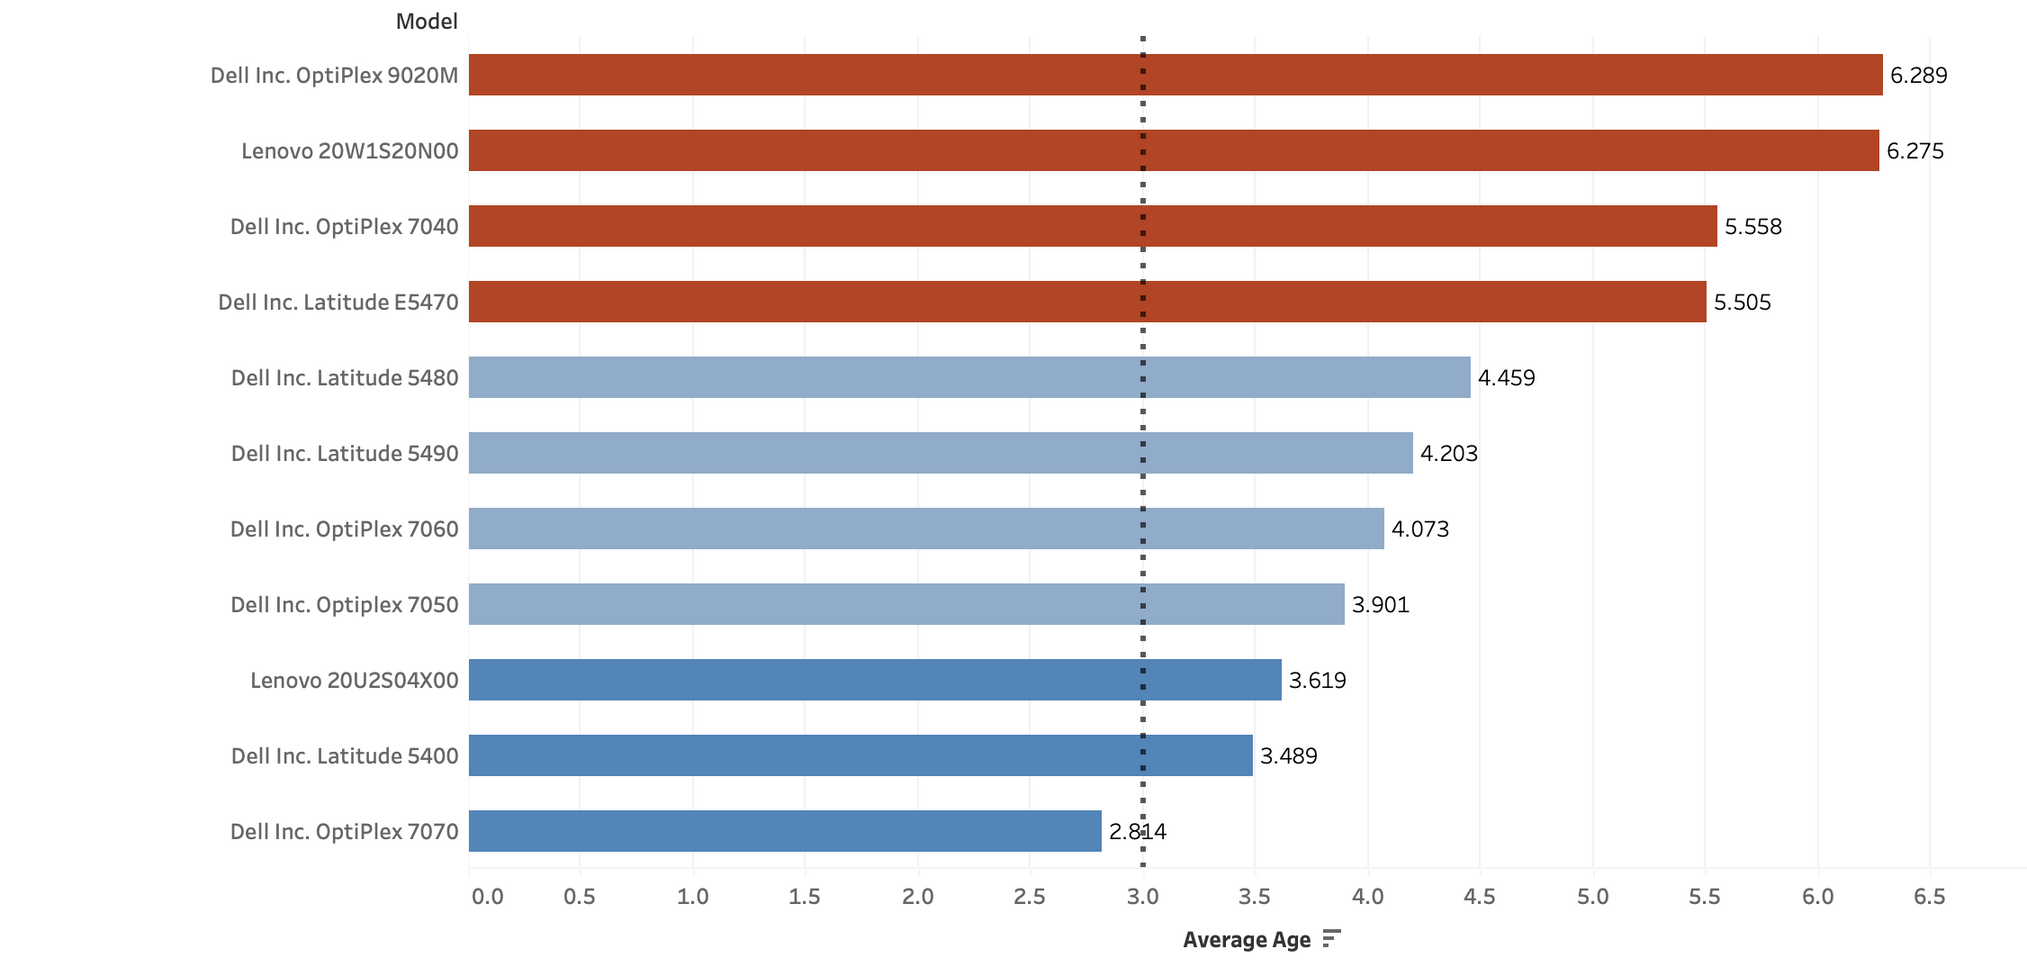 Model
Dell Inc. OptiPlex 9020M 6.289
Lenovo 20W1S20N00 6.275
Dell Inc. OptiPlex 7040 5.558
Dell Inc. Latitude E5470 5.505
Dell Inc. Latitude 5480 4.459
Dell Inc. Latitude 5490 4.203
Dell Inc. OptiPlex 7060 4.073
Dell Inc. Optiplex 7050 3.901
Lenovo 20U2S04X00 3.619
Dell Inc. Latitude 5400 3.489
Dell Inc. OptiPlex 7070 2.814
0.0 0.5 1.0 1.5 2.0 2.5 3.0 3.5 4.0 4.5 5.0 5.5 6.0 6.5
Average Age